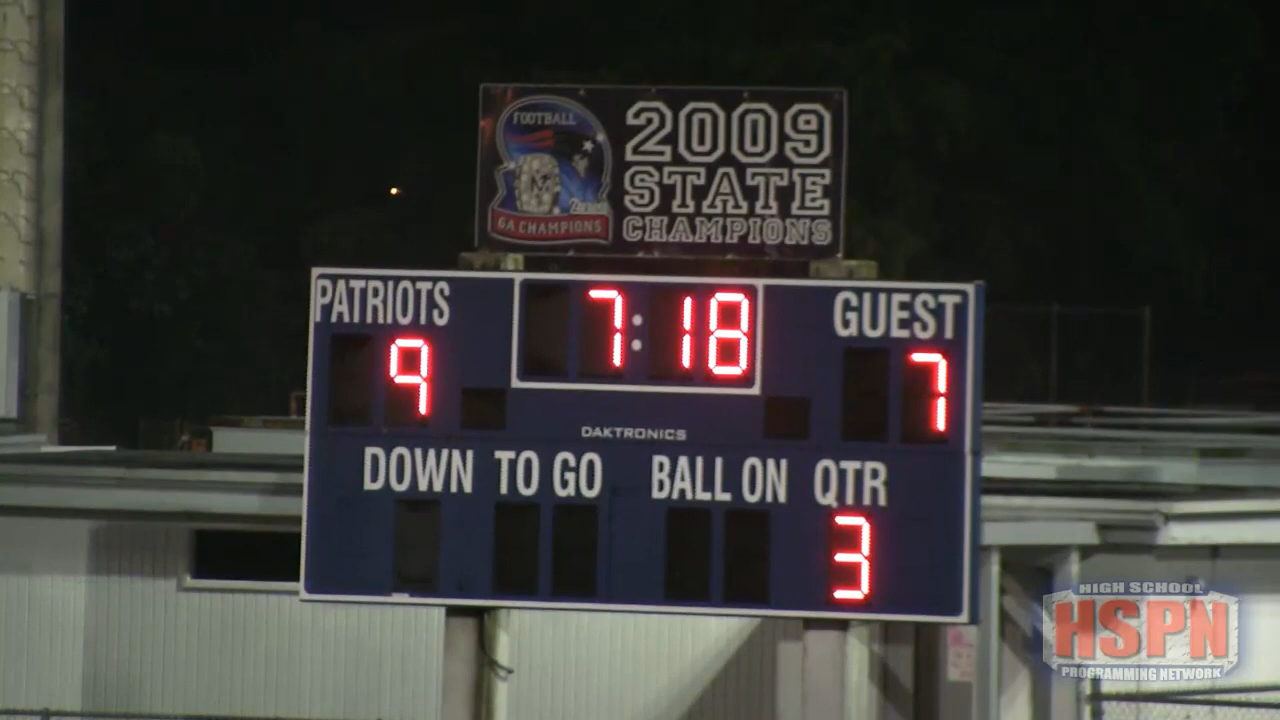 FOOTBALL
6A CHAMPIONS
2009
STATE
CHAMPIONS
PATRIOTS
7:18
GUEST
9
7
DAKTRONICS
DOWN TO GO BALL ON QTR
3
HIGH SCHOOL
HSPN
PROGRAMMING NETWORK